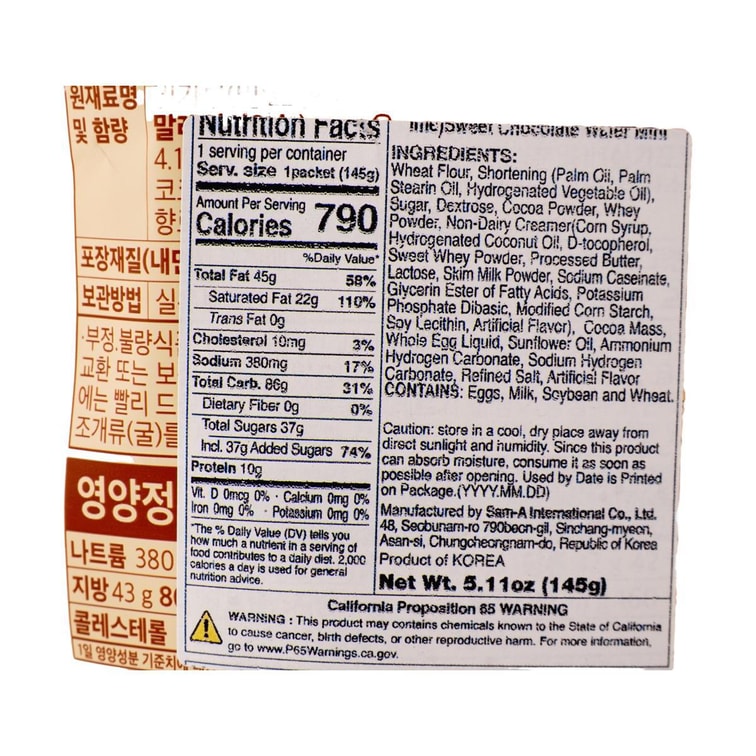 원재료명
및 함량
말
4.1
코
향
포장재질(내면
보관방법 실
·부정.불량식품
교환 또는 보
에는 빨리 드
조개류(굴)를
영양정
나트륨 380
지방 43 g 8
콜레스테롤
1일 영양성분 기준치에
Nutrition Facts
1 serving per container
Serv. size 1packet (145g)
Amount Per Serving
Calories 790
%Daily Value*
Total Fat 45g 58%
Saturated Fat 22g 110%
Trans Fat 0g
Cholesterol 10mg 3%
Sodium 380mg 17%
Total Carb. 86g 31%
Dietary Fiber 0g 0%
Total Sugars 37g
Incl. 37g Added Sugars 74%
Protein 10g
Vit. D 0mcg 0% · Calcium 0mg 0%
Iron 0mg 0% · Potassium 0mg 0%
*The % Daily Value (DV) tells you
how much a nutrient in a serving of
food contributes to a daily diet. 2,000
calories a day is used for general
nutrition advice.
ime)Sweet Chocolate Wafer Mini
INGREDIENTS:
Wheat Flour, Shortening (Palm Oil, Palm
Stearin Oil, Hydrogenated Vegetable Oil),
Sugar, Dextrose, Cocoa Powder, Whey
Powder, Non-Dairy Creamer(Corn Syrup,
Hydrogenated Coconut Oil, D-tocopherol,
Sweet Whey Powder, Processed Butter,
Lactose, Skim Milk Powder, Sodium Caseinate,
Glycerin Ester of Fatty Acids, Potassium
Phosphate Dibasic, Modified Corn Starch,
Soy Lecithin, Artificial Flavor), Cocoa Mass,
Whole Egg Liquid, Sunflower Oil, Ammonium
Hydrogen Carbonate, Sodium Hydrogen
Carbonate, Refined Salt, Artificial Flavor
CONTAINS: Eggs, Milk, Soybean and Wheat.
Caution: store in a cool, dry place away from
direct sunlight and humidity. Since this product
can absorb moisture, consume it as soon as
possible after opening. Used by Date is Printed
on Package.(YYYY.MM.DD)
Manufactured by Sam-A International Co., Ltd.
48, Seobunam-ro 790beon-gil, Sinchang-myeon,
Asan-si, Chungcheongnam-do, Republic of Korea
Product of KOREA
Net Wt. 5.11oz (145g)
California Proposition 65 WARNING
WARNING : This product may contains chemicals known to the State of California
to cause cancer, birth defects, or other reproductive harm. For more information,
go to www.P65Warnings.ca.gov.